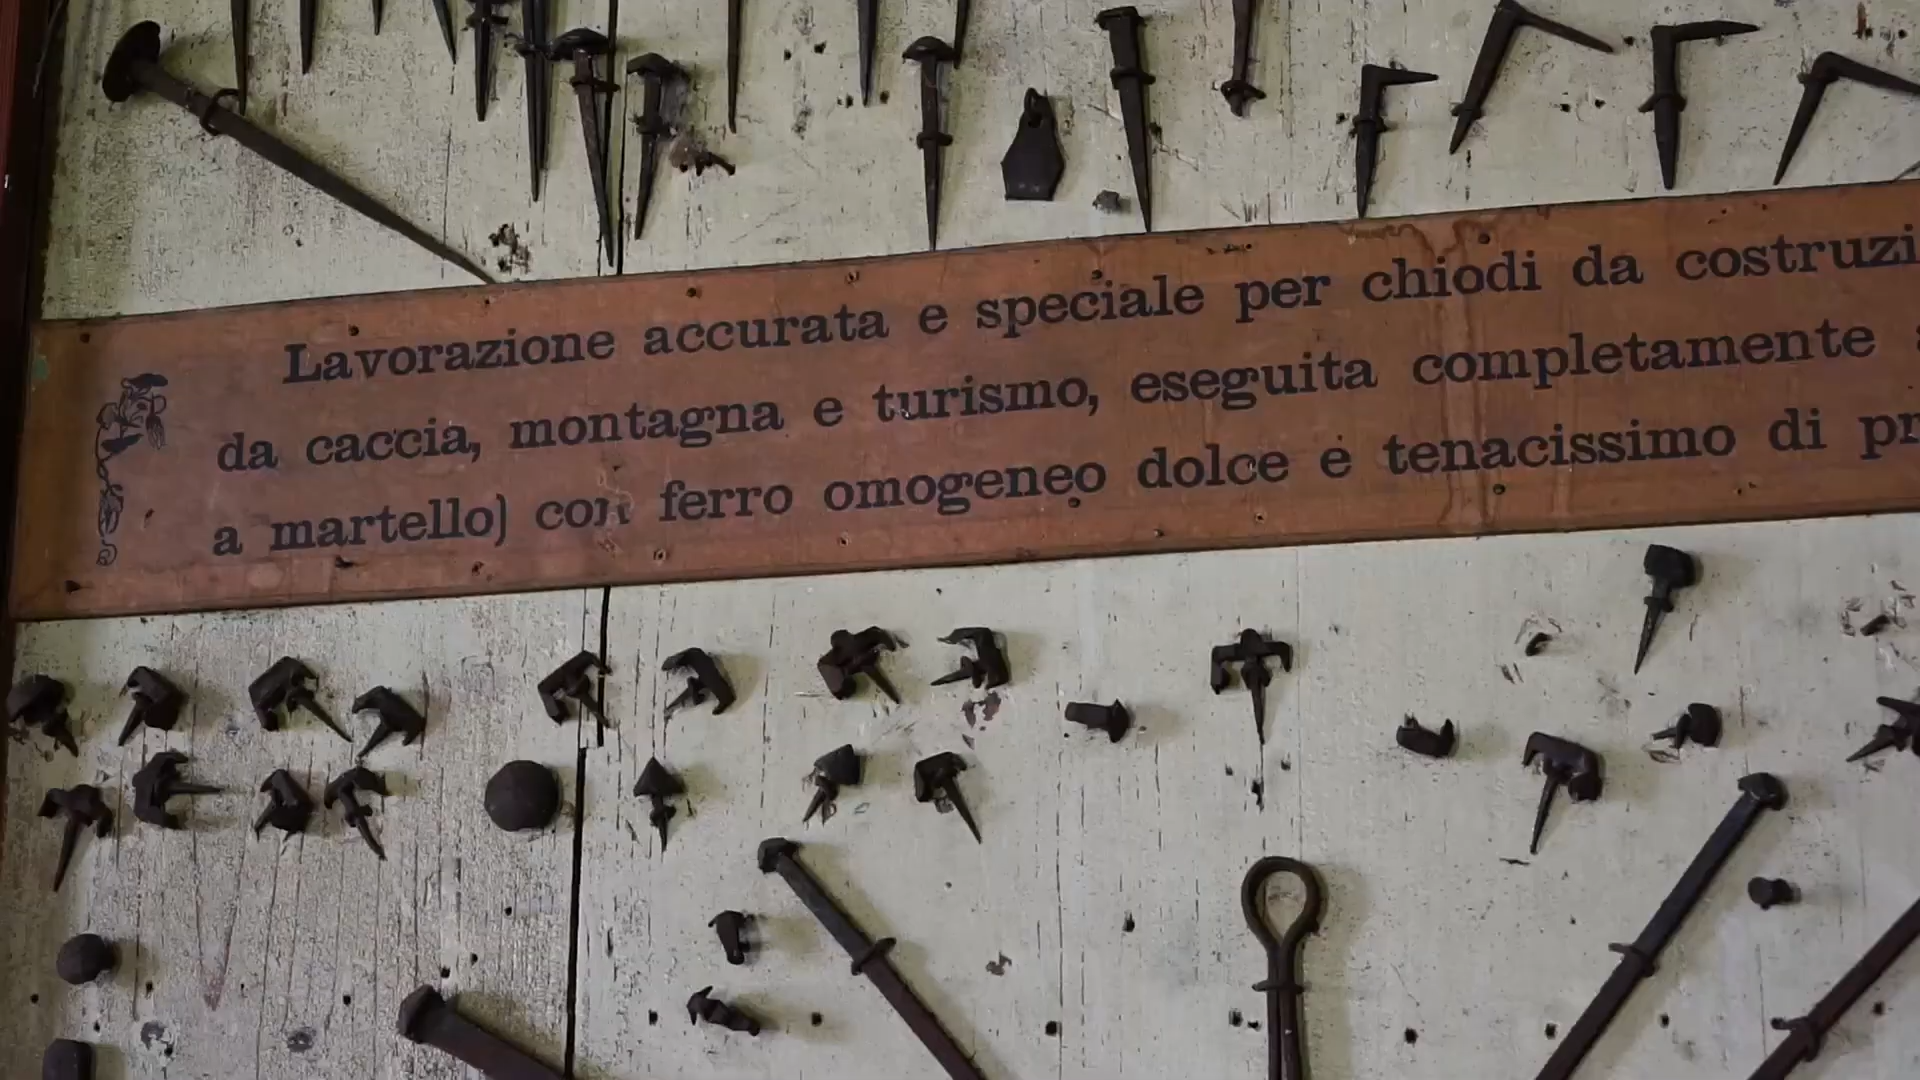 Lavorazione accurata e speciale per chiodi da costruzi
da caccia, montagna e turismo, eseguita completamente a
a martello) con ferro omogeneo dolce e tenacissimo di pr